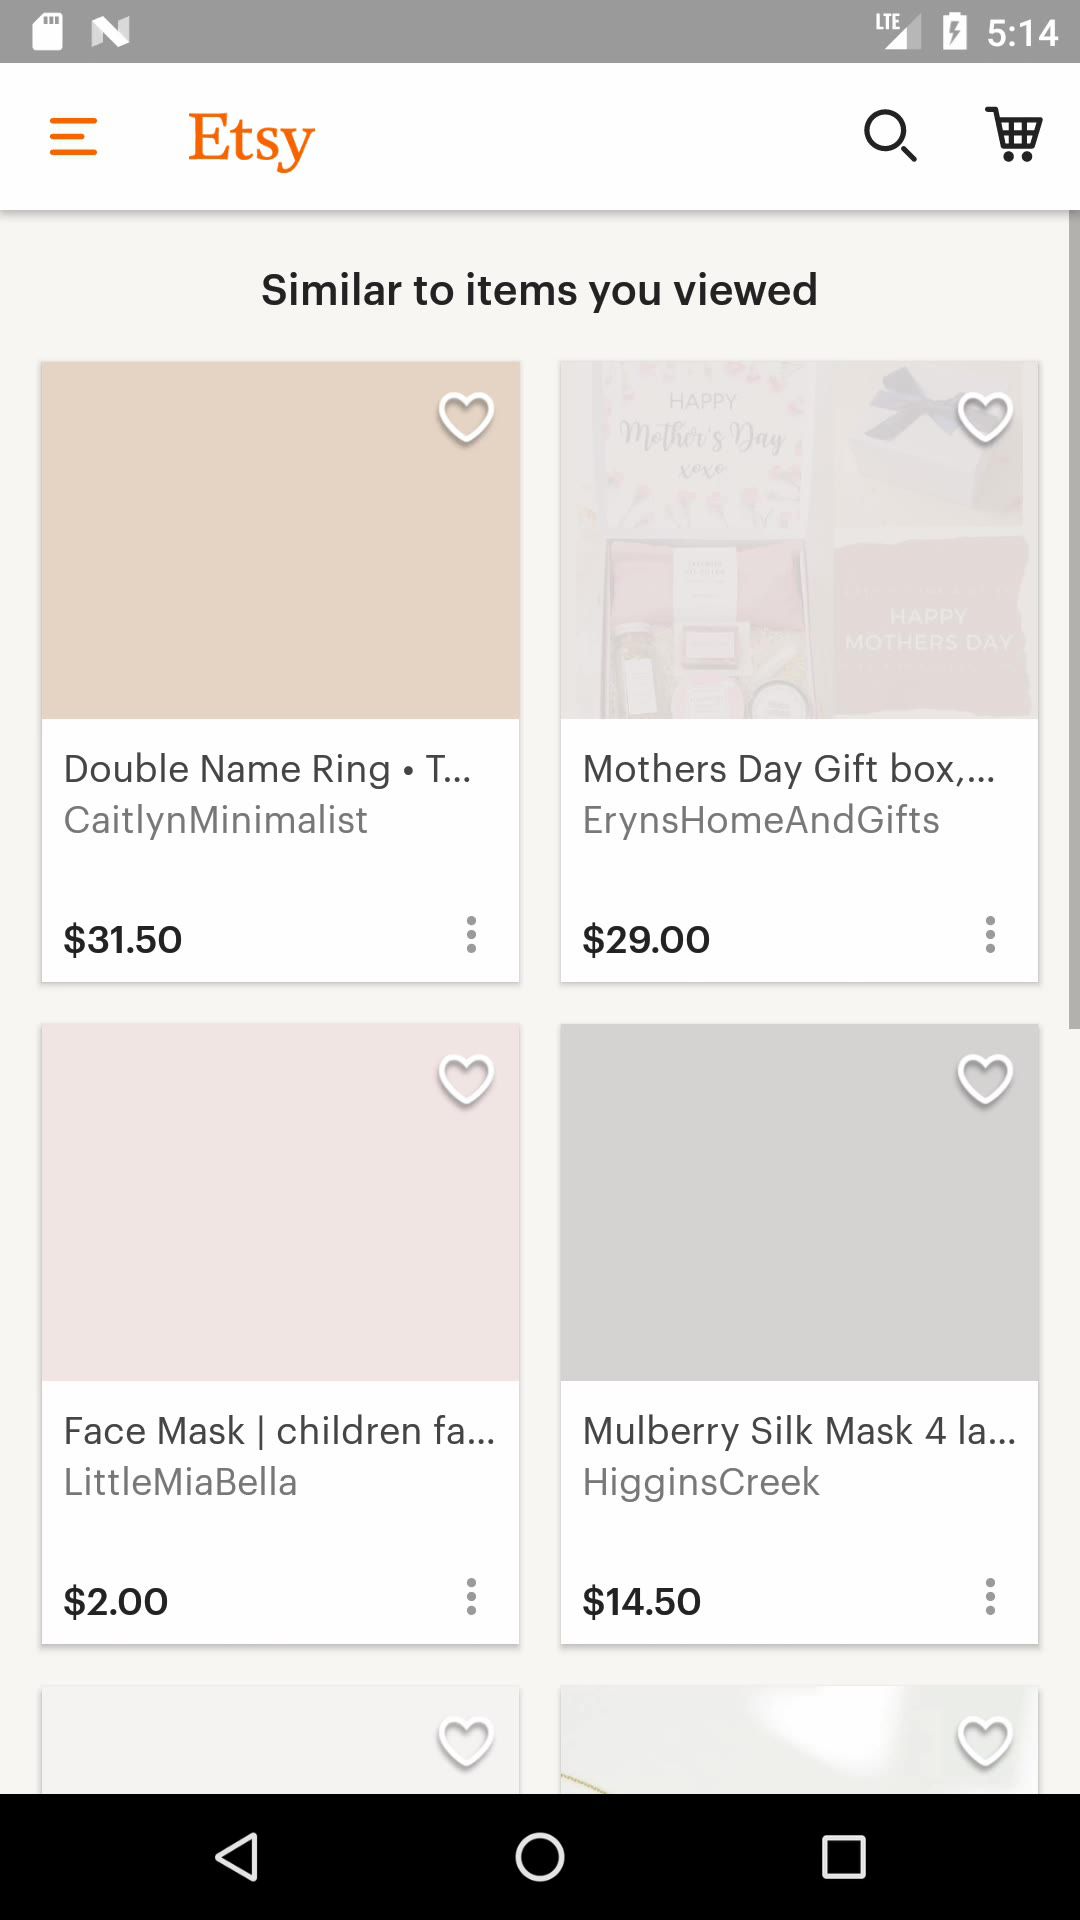 LTE 5:14
Etsy
Similar to items you viewed
HAPPY
Mother's Day
xoxo
HAPPY
MOTHERS DAY
Double Name Ring • T...
CaitlynMinimalist
$31.50
Mothers Day Gift box,...
ErynsHomeAndGifts
$29.00
Face Mask | children fa...
LittleMiaBella
$2.00
Mulberry Silk Mask 4 la...
HigginsCreek
$14.50